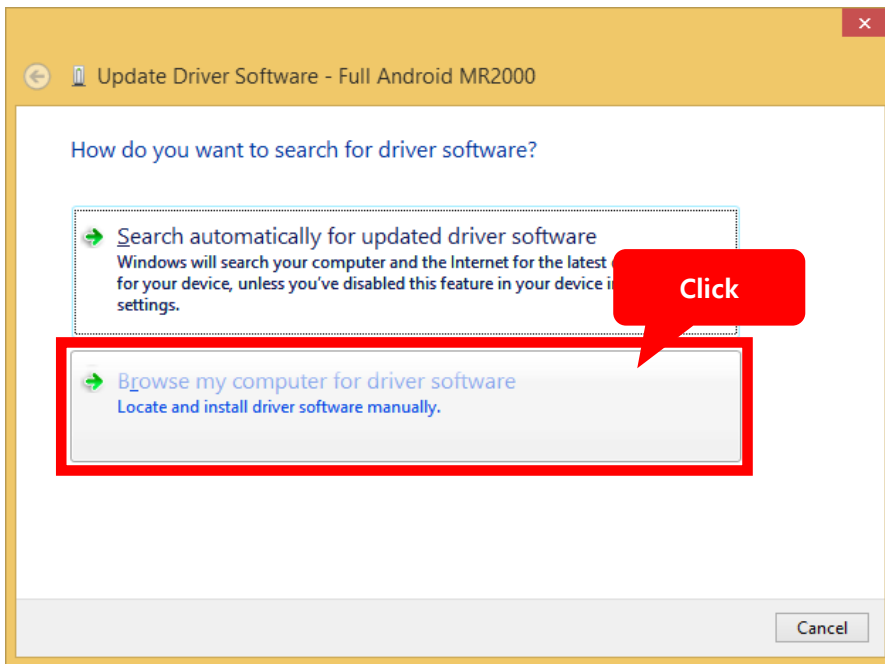 Update Driver Software - Full Android MR2000
How do you want to search for driver software?
Search automatically for updated driver software
Windows will search your computer and the Internet for the latest
for your device, unless you've disabled this feature in your device
settings.
Click
Browse my computer for driver software
Locate and install driver software manually.
Cancel